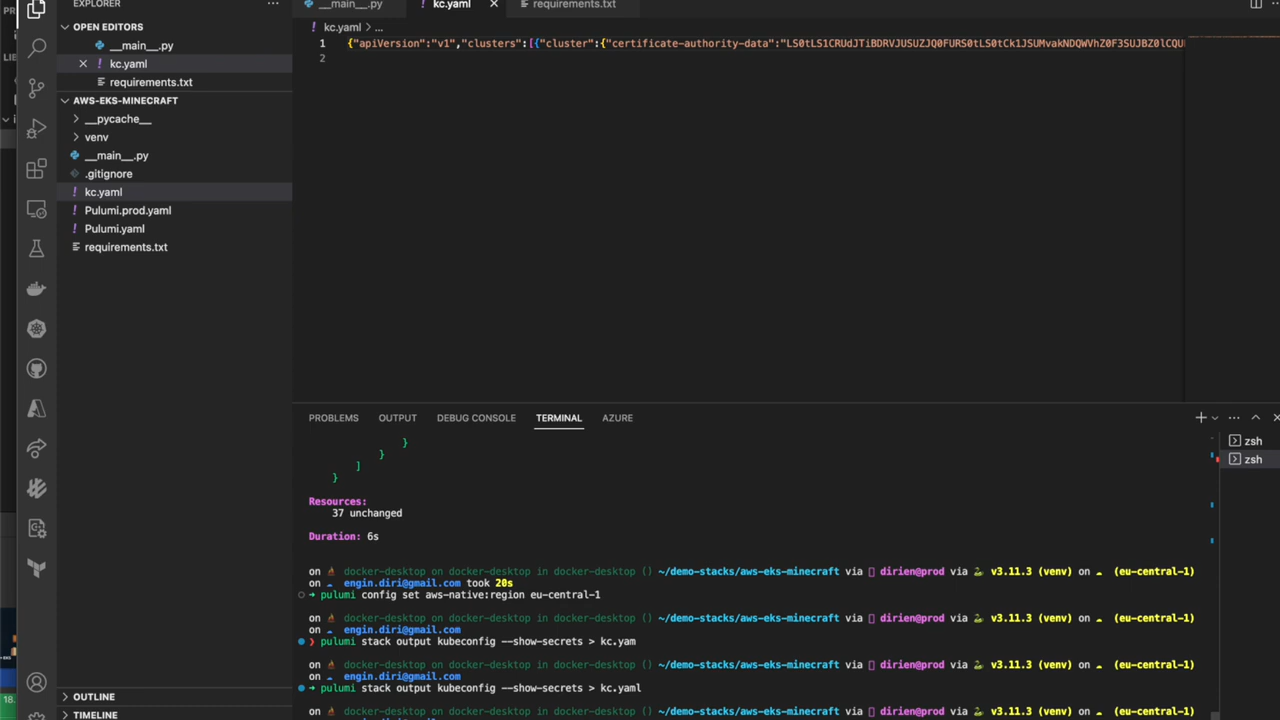 EXPLORER
OPEN EDITORS
__main__.py
kc.yaml
requirements.txt
AWS-EKS-MINECRAFT
__pycache__
venv
__main__.py
.gitignore
kc.yaml
Pulumi.prod.yaml
Pulumi.yaml
requirements.txt
OUTLINE
TIMELINE
__main__.py
kc.yaml
requirements.txt
kc.yaml > ...
1 {"apiVersion":"v1","clusters":[{"cluster":{"certificate-authority-data":"
2
PROBLEMS OUTPUT DEBUG CONSOLE TERMINAL AZURE
zsh
zsh
}
}
]
}
Resources:
37 unchanged
Duration: 6s
on docker-desktop on docker-desktop in docker-desktop () ~/demo-stacks/aws-eks-minecraft via dirien@prod via v3.11.3 (venv) on (eu-central-1)
on engin.diri@gmail.com took 20s
→ pulumi config set aws-native:region eu-central-1
on docker-desktop on docker-desktop in docker-desktop () ~/demo-stacks/aws-eks-minecraft via dirien@prod via v3.11.3 (venv) on (eu-central-1)
on engin.diri@gmail.com
❯ pulumi stack output kubeconfig --show-secrets > kc.yam
on docker-desktop on docker-desktop in docker-desktop () ~/demo-stacks/aws-eks-minecraft via dirien@prod via v3.11.3 (venv) on (eu-central-1)
on engin.diri@gmail.com
→ pulumi stack output kubeconfig --show-secrets > kc.yaml
on docker-desktop on docker-desktop in docker-desktop () ~/demo-stacks/aws-eks-minecraft via dirien@prod via v3.11.3 (venv) on (eu-central-1)